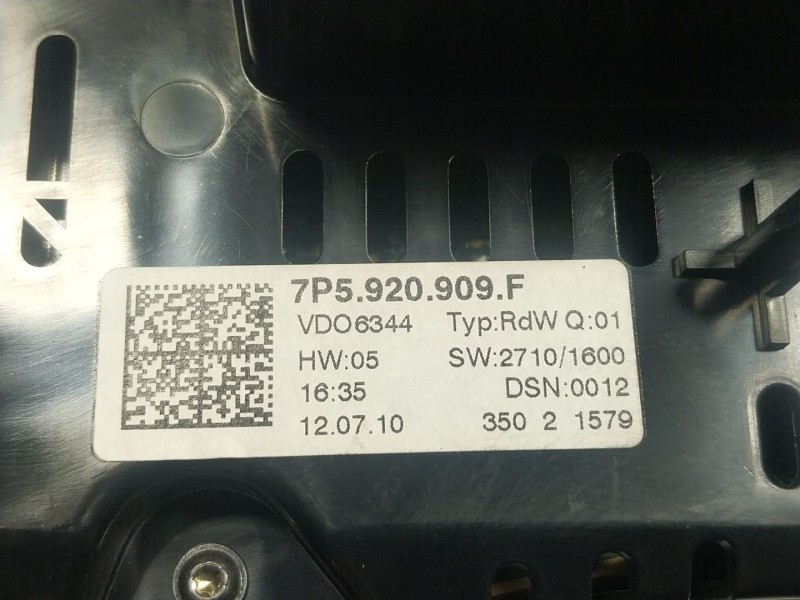 7P5.920.909.F
VDO6344 Typ:RdW Q:01
HW:05 SW:2710/1600
16:35 DSN:0012
12.07.10 350 2 1579